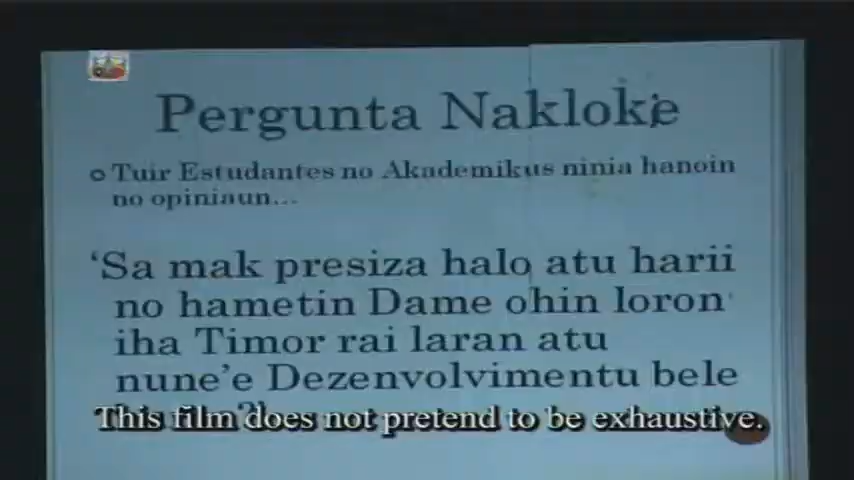 Pergunta Nakloke
Tuir Estudantes no Akademikus ninia hanoin
no opiniaun...
‘Sa mak presiza halo atu harii
no hametin Dame ohin loron
iha Timor rai laran atu
nune’e Dezenvolvimentu bele
This film does not pretend to be exhaustive.